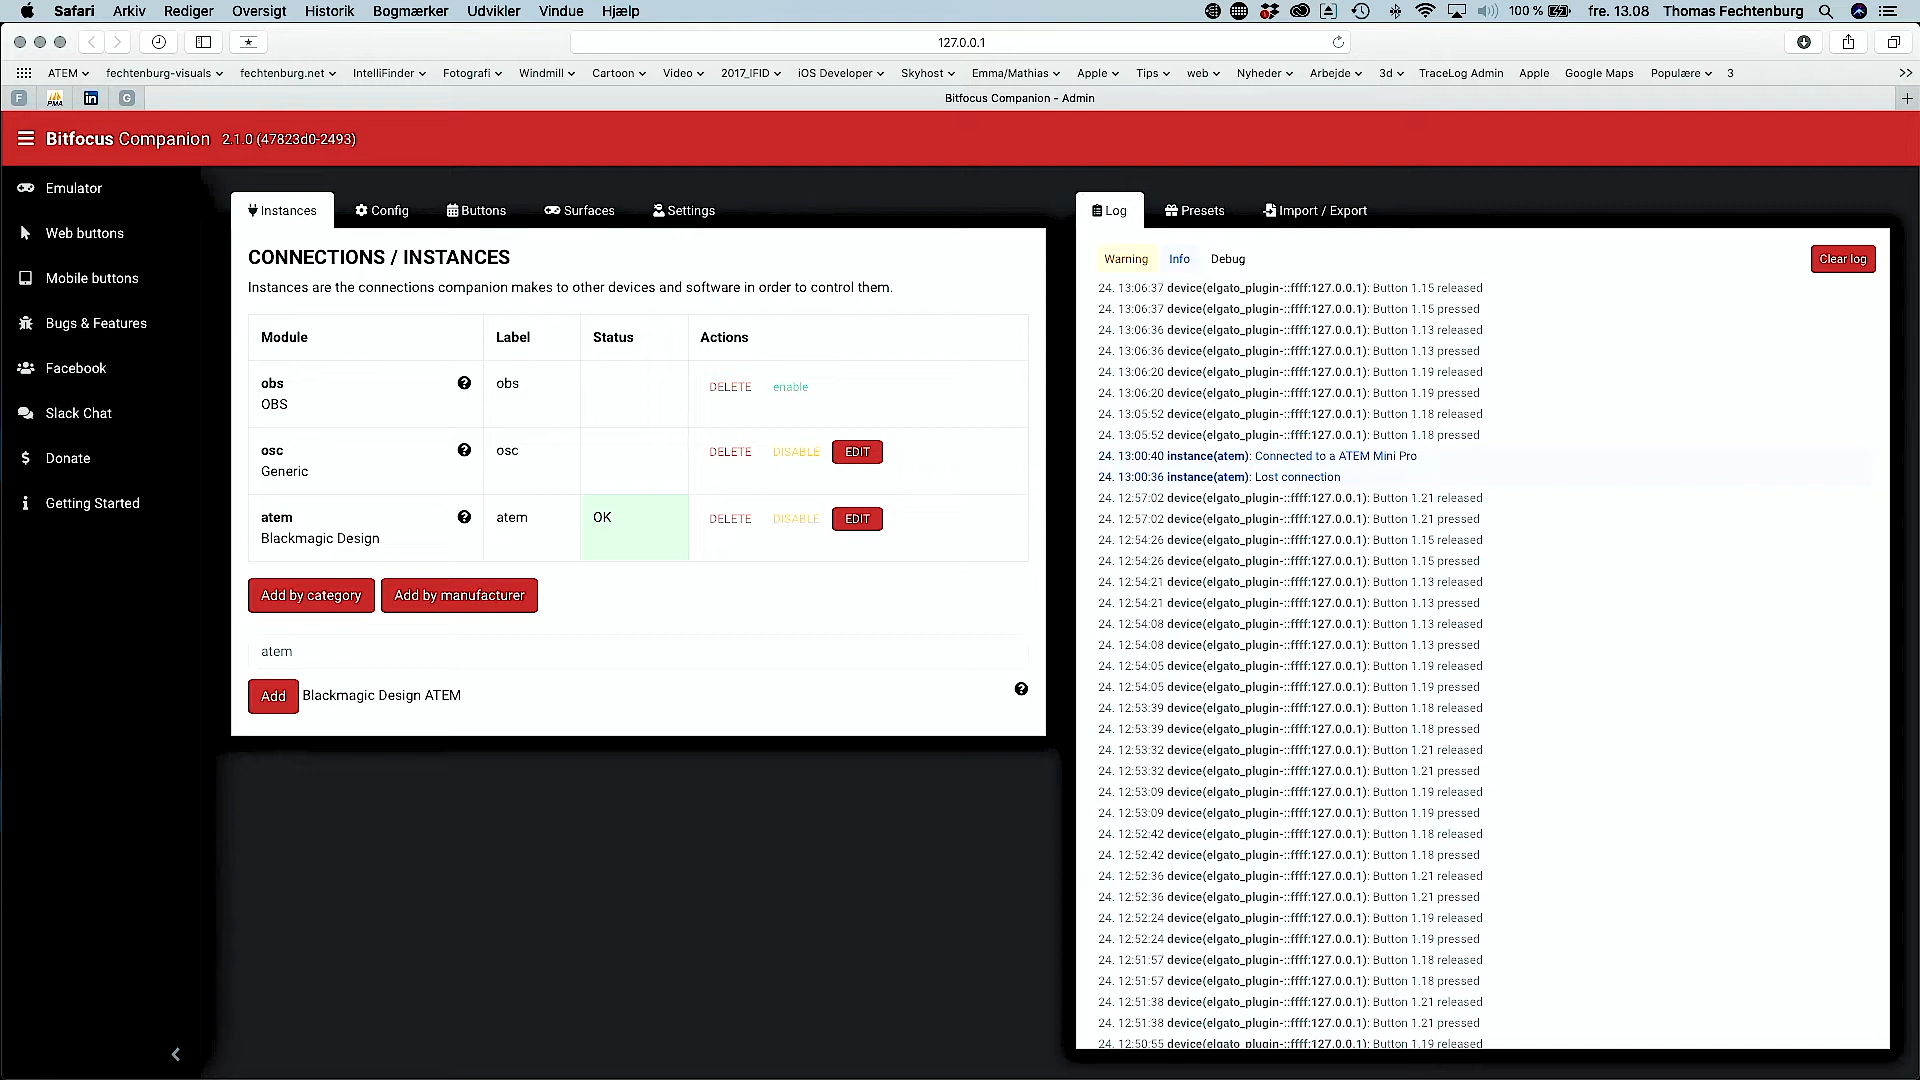 Safari Arkiv Rediger Oversigt Historik Bogmærker Udvikler Vindue Hjælp 100 % fre. 13.08 Thomas Fechtenburg
127.0.0.1
ATEM fechtenburg-visuals fechtenburg.net IntelliFinder Fotografi Windmill Cartoon Video 2017_IFID iOS Developer Skyhost Emma/Mathias Apple Tips web Nyheder Arbejde 3d TraceLog Admin Apple Google Maps Populære 3 >>
F PMA in G Bitfocus Companion - Admin
Bitfocus Companion 2.1.0 (47823d0-2493)
Emulator
Web buttons
Mobile buttons
Bugs & Features
Facebook
Slack Chat
Donate
Getting Started
Instances Config Buttons Surfaces Settings
CONNECTIONS / INSTANCES
Instances are the connections companion makes to other devices and software in order to control them.
Module Label Status Actions
obs obs DELETE enable
OBS
osc osc DELETE DISABLE EDIT
Generic
atem atem OK DELETE DISABLE EDIT
Blackmagic Design
Add by category Add by manufacturer
atem
Add Blackmagic Design ATEM
Log Presets Import / Export
Warning Info Debug Clear log
24. 13:06:37 device(elgato_plugin-::ffff:127.0.0.1): Button 1.15 released
24. 13:06:37 device(elgato_plugin-::ffff:127.0.0.1): Button 1.15 pressed
24. 13:06:36 device(elgato_plugin-::ffff:127.0.0.1): Button 1.13 released
24. 13:06:36 device(elgato_plugin-::ffff:127.0.0.1): Button 1.13 pressed
24. 13:06:20 device(elgato_plugin-::ffff:127.0.0.1): Button 1.19 released
24. 13:06:20 device(elgato_plugin-::ffff:127.0.0.1): Button 1.19 pressed
24. 13:05:52 device(elgato_plugin-::ffff:127.0.0.1): Button 1.18 released
24. 13:05:52 device(elgato_plugin-::ffff:127.0.0.1): Button 1.18 pressed
24. 13:00:40 instance(atem): Connected to a ATEM Mini Pro
24. 13:00:36 instance(atem): Lost connection
24. 12:57:02 device(elgato_plugin-::ffff:127.0.0.1): Button 1.21 released
24. 12:57:02 device(elgato_plugin-::ffff:127.0.0.1): Button 1.21 pressed
24. 12:54:26 device(elgato_plugin-::ffff:127.0.0.1): Button 1.15 released
24. 12:54:26 device(elgato_plugin-::ffff:127.0.0.1): Button 1.15 pressed
24. 12:54:21 device(elgato_plugin-::ffff:127.0.0.1): Button 1.13 released
24. 12:54:21 device(elgato_plugin-::ffff:127.0.0.1): Button 1.13 pressed
24. 12:54:08 device(elgato_plugin-::ffff:127.0.0.1): Button 1.13 released
24. 12:54:08 device(elgato_plugin-::ffff:127.0.0.1): Button 1.13 pressed
24. 12:54:05 device(elgato_plugin-::ffff:127.0.0.1): Button 1.19 released
24. 12:54:05 device(elgato_plugin-::ffff:127.0.0.1): Button 1.19 pressed
24. 12:53:39 device(elgato_plugin-::ffff:127.0.0.1): Button 1.18 released
24. 12:53:39 device(elgato_plugin-::ffff:127.0.0.1): Button 1.18 pressed
24. 12:53:32 device(elgato_plugin-::ffff:127.0.0.1): Button 1.21 released
24. 12:53:32 device(elgato_plugin-::ffff:127.0.0.1): Button 1.21 pressed
24. 12:53:09 device(elgato_plugin-::ffff:127.0.0.1): Button 1.19 released
24. 12:53:09 device(elgato_plugin-::ffff:127.0.0.1): Button 1.19 pressed
24. 12:52:42 device(elgato_plugin-::ffff:127.0.0.1): Button 1.18 released
24. 12:52:42 device(elgato_plugin-::ffff:127.0.0.1): Button 1.18 pressed
24. 12:52:36 device(elgato_plugin-::ffff:127.0.0.1): Button 1.21 released
24. 12:52:36 device(elgato_plugin-::ffff:127.0.0.1): Button 1.21 pressed
24. 12:52:24 device(elgato_plugin-::ffff:127.0.0.1): Button 1.19 released
24. 12:52:24 device(elgato_plugin-::ffff:127.0.0.1): Button 1.19 pressed
24. 12:51:57 device(elgato_plugin-::ffff:127.0.0.1): Button 1.18 released
24. 12:51:57 device(elgato_plugin-::ffff:127.0.0.1): Button 1.18 pressed
24. 12:51:38 device(elgato_plugin-::ffff:127.0.0.1): Button 1.21 released
24. 12:51:38 device(elgato_plugin-::ffff:127.0.0.1): Button 1.21 pressed
24. 12:50:55 device(elgato_plugin-::ffff:127.0.0.1): Button 1.19 released